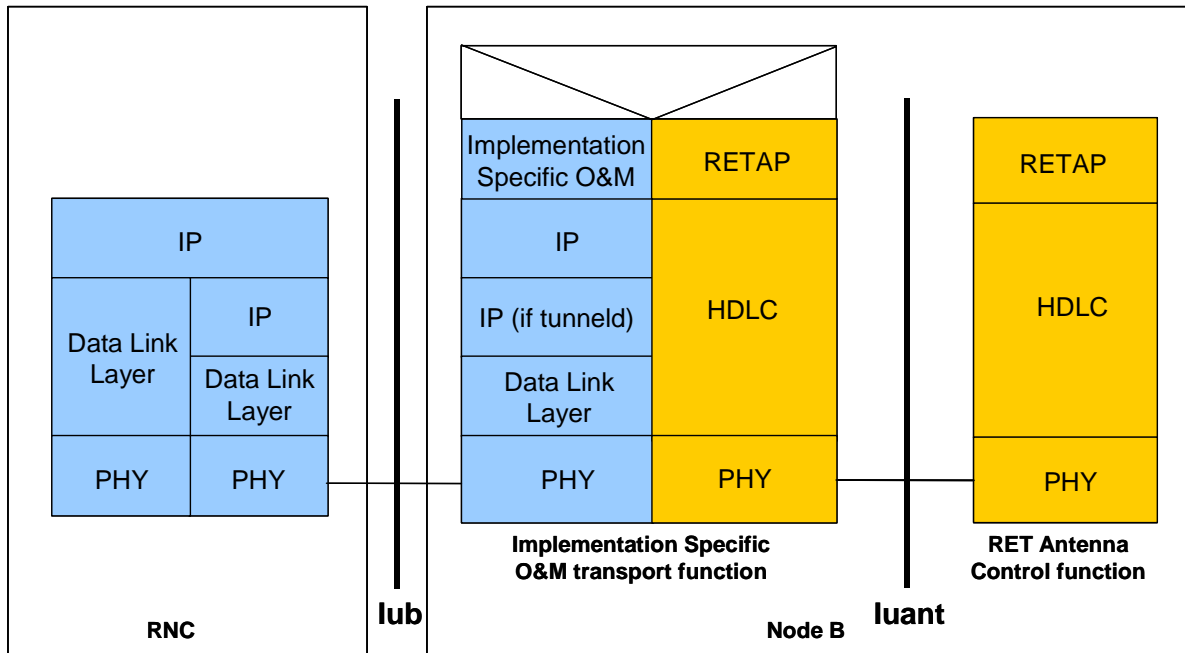 IP
Data Link
Layer
IP
Data Link
Layer
PHY
PHY
RNC
Iub
Implementation
Specific O&M
RETAP
IP
IP (if tunneld)
HDLC
Data Link
Layer
PHY
PHY
Implementation Specific
O&M transport function
Node B
Iuant
RETAP
HDLC
PHY
RET Antenna
Control function